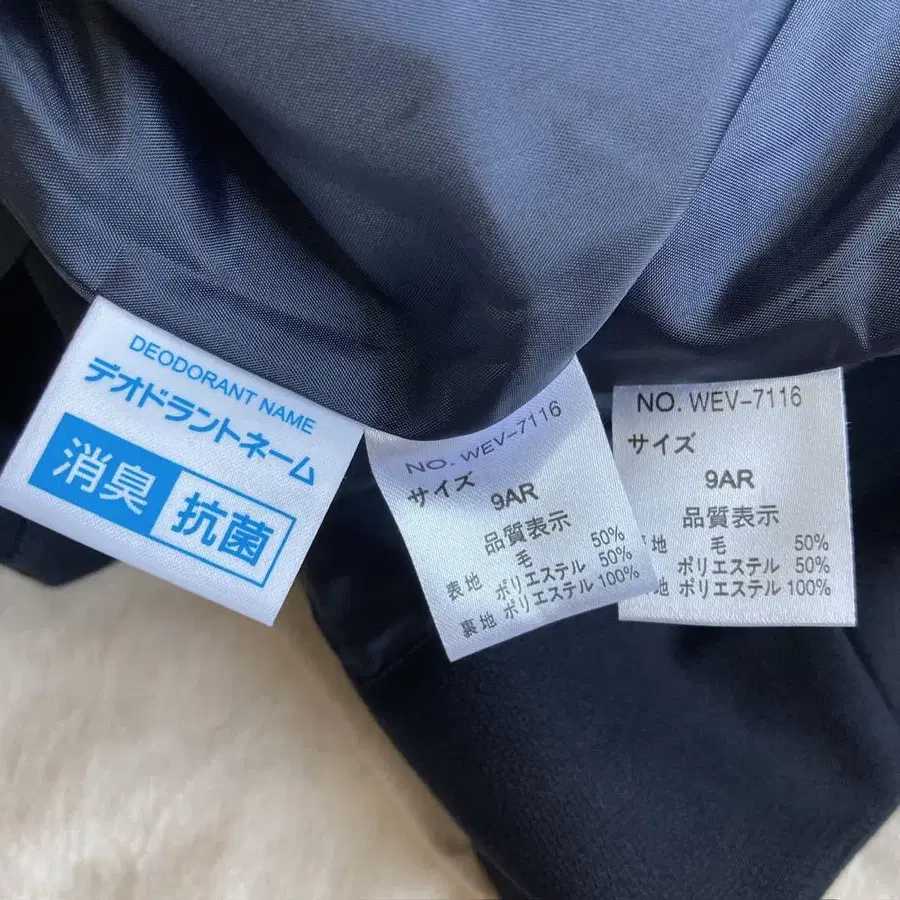 DEODORANT NAME
デオドラントネーム
消臭 抗菌
NO. WEV-7116
サイズ
9AR
品質表示
表地 毛 50%
ポリエステル 50%
裏地 ポリエステル 100%
NO. WEV-7116
サイズ
9AR
品質表示
地 毛 50%
ポリエステル 50%
地 ポリエステル 100%